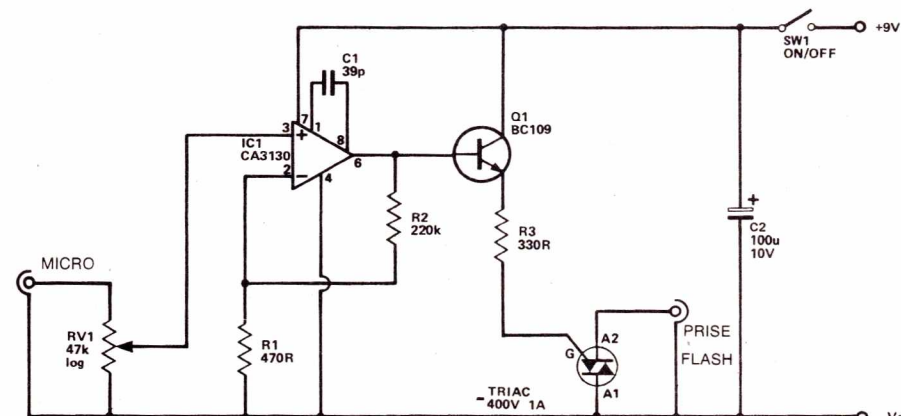 +9V
SW1
ON/OFF
C1
39p
Q1
BC109
7
1
3
+
8
IC1
CA3130
6
2
−
4
R2
220k
R3
330R
+
C2
100u
10V
MICRO
RV1
47k
log
R1
470R
A2
G
A1
PRISE
FLASH
TRIAC
400V 1A